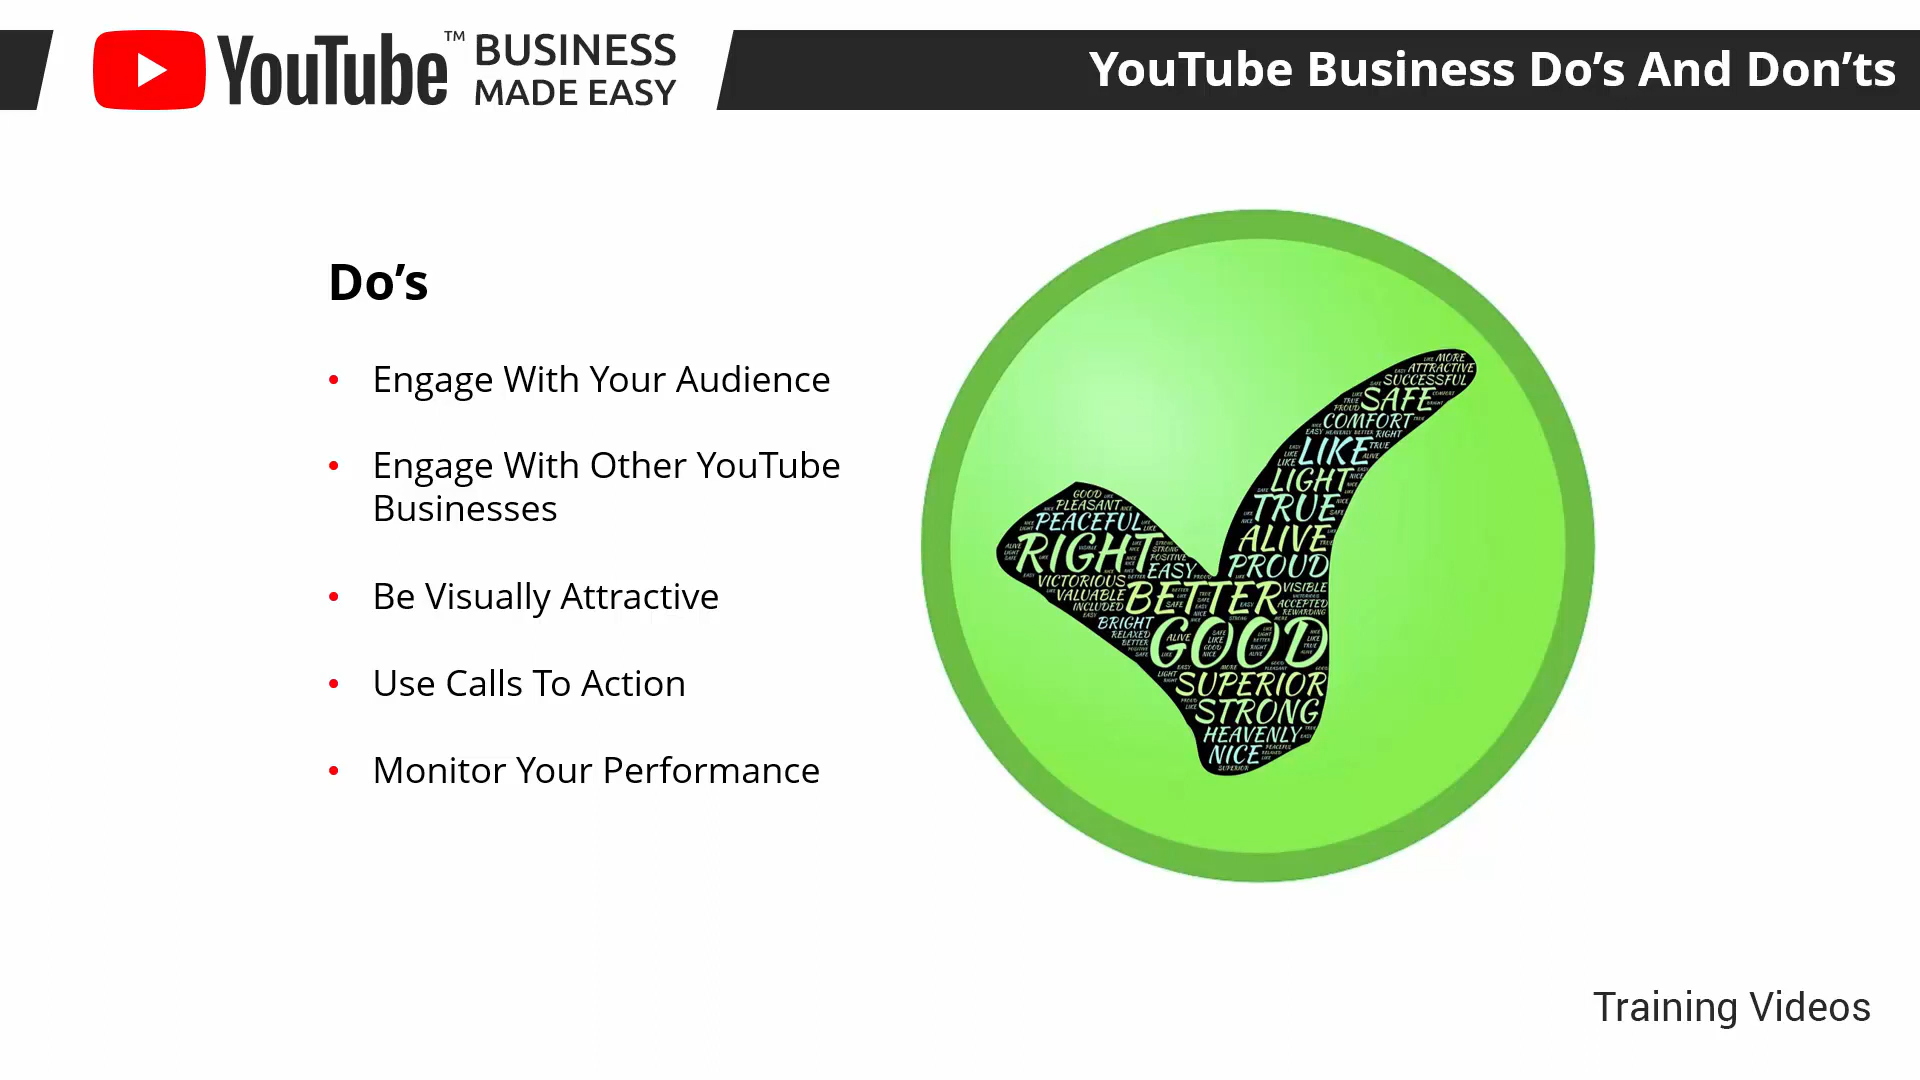 YouTube™ BUSINESS
MADE EASY
YouTube Business Do’s And Don’ts
Do’s
• Engage With Your Audience
• Engage With Other YouTube
Businesses
• Be Visually Attractive
• Use Calls To Action
• Monitor Your Performance
MORE
ATTRACTIVE
SUCCESSFUL
SAFE
COMFORT
LIKE
LIGHT
TRUE
ALIVE
PROUD
GOOD
PLEASANT
PEACEFUL
RIGHT
EASY
VICTORIOUS
VALUABLE
INCLUDED
BETTER
VISIBLE
ACCEPTED
REWARDING
BRIGHT
RELAXED
BETTER
GOOD
SUPERIOR
STRONG
HEAVENLY
NICE
SUPERIOR
Training Videos